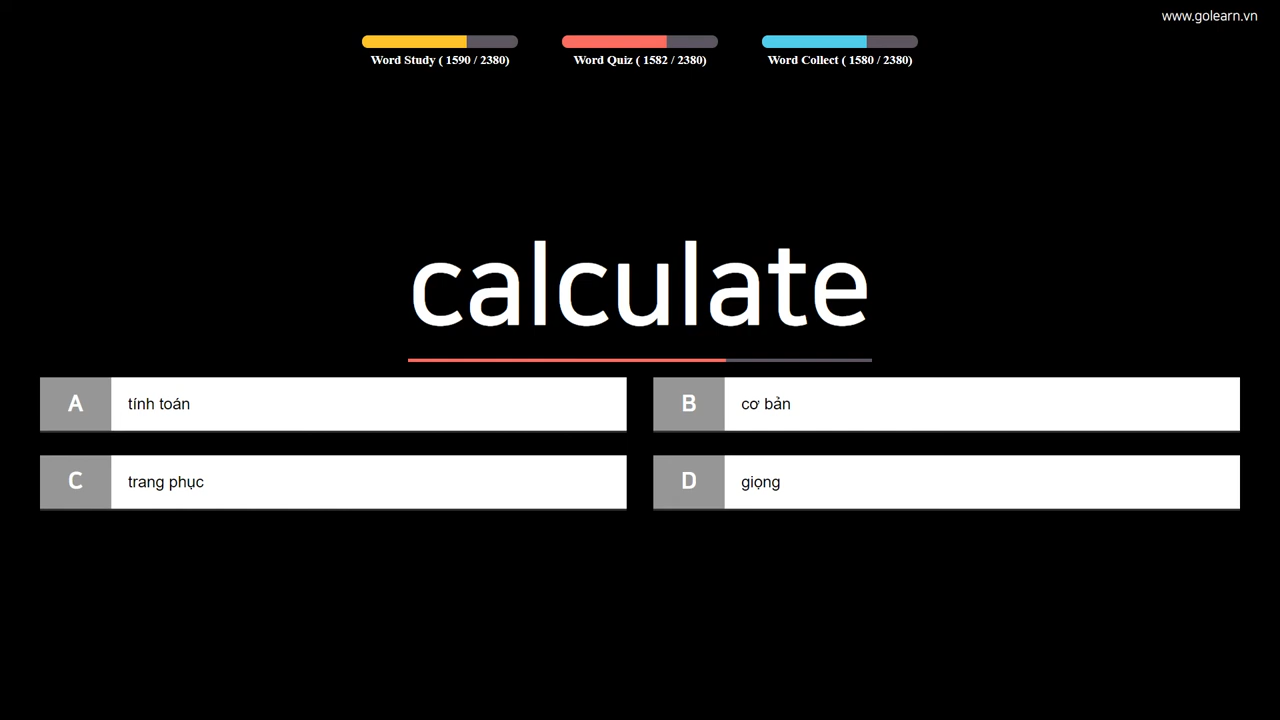 www.golearn.vn
Word Study ( 1590 / 2380)
Word Quiz ( 1582 / 2380)
Word Collect ( 1580 / 2380)
calculate
A tính toán
B cơ bản
C trang phục
D giọng